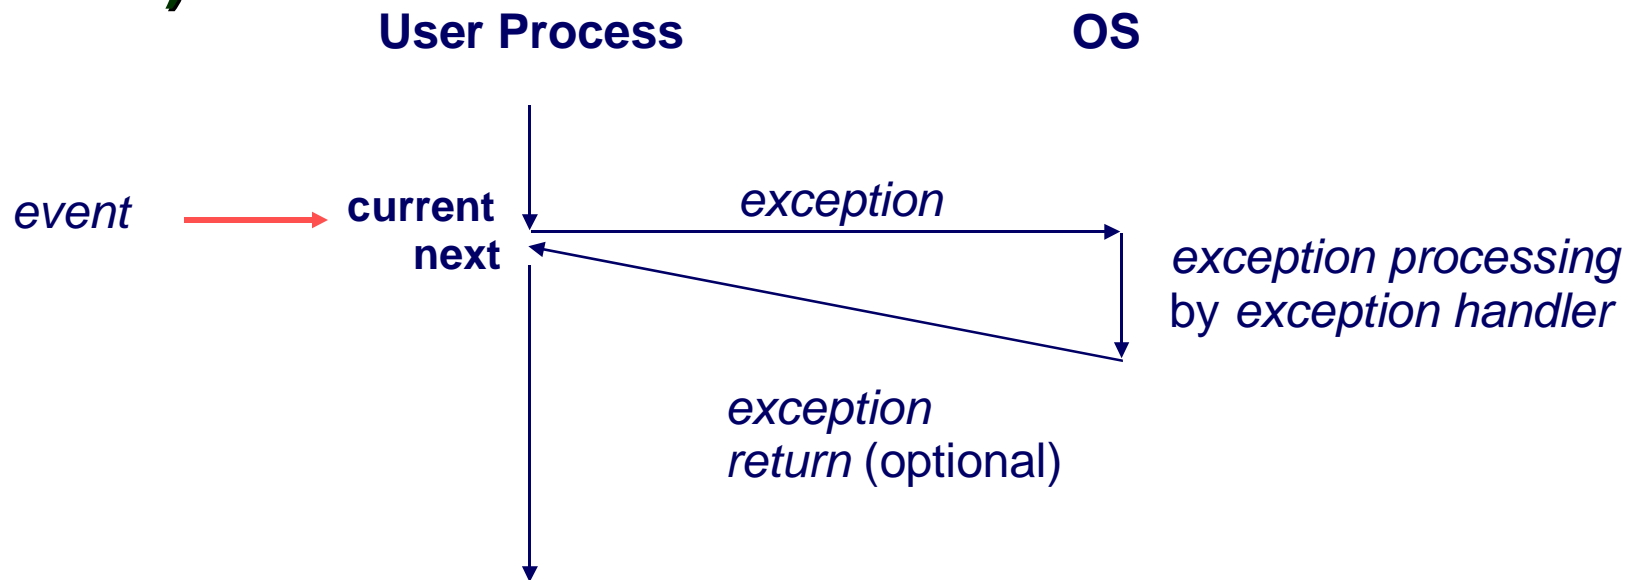 User Process OS
event current exception
next
exception processing
by exception handler
exception
return (optional)